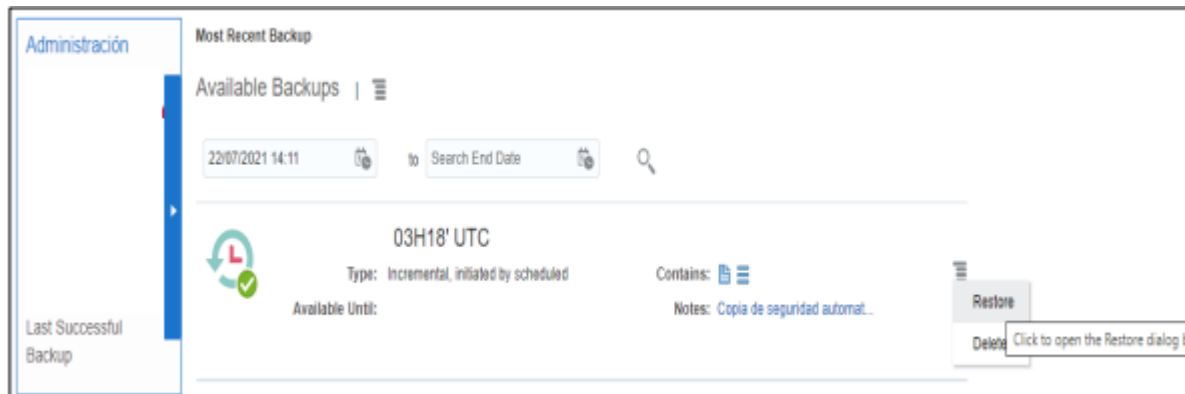 Administración
Last Successful
Backup
Most Recent Backup
Available Backups |
22/07/2021 14:11 to Search End Date
03H18' UTC
Type: Incremental, initiated by scheduled Contains:
Available Until: Notes: Copia de seguridad automat...
Restore
Delete Click to open the Restore dialog b